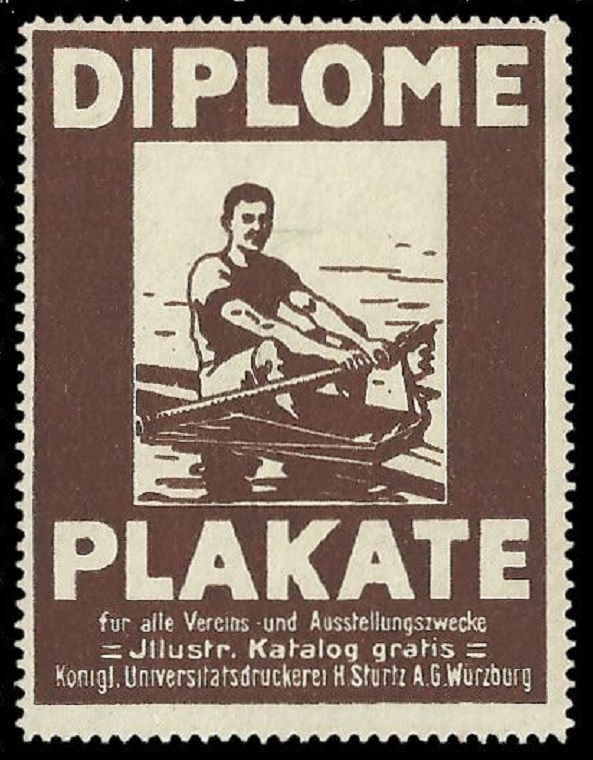 DIPLOME
PLAKATE
für alle Vereins- und Ausstellungszwecke
= Jllustr. Katalog gratis =
Königl. Universitätsdruckerei H Stürtz A.G. Würzburg